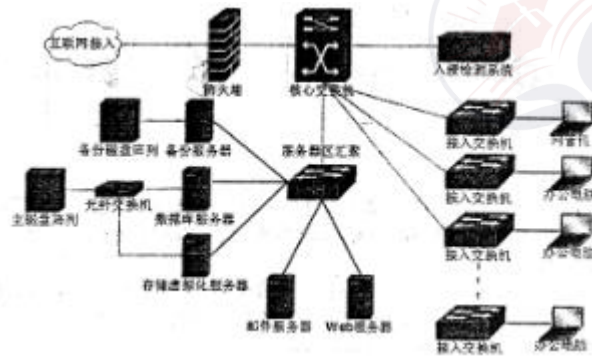 互联网接入
防火墙
核心交换机
入侵检测系统
备份磁盘阵列
备份服务器
服务器区汇聚
接入交换机
网管机
主磁盘阵列
光纤交换机
数据库服务器
接入交换机
办公电脑
接入交换机
办公电脑
存储虚拟化服务器
邮件服务器
Web服务器
接入交换机
办公电脑